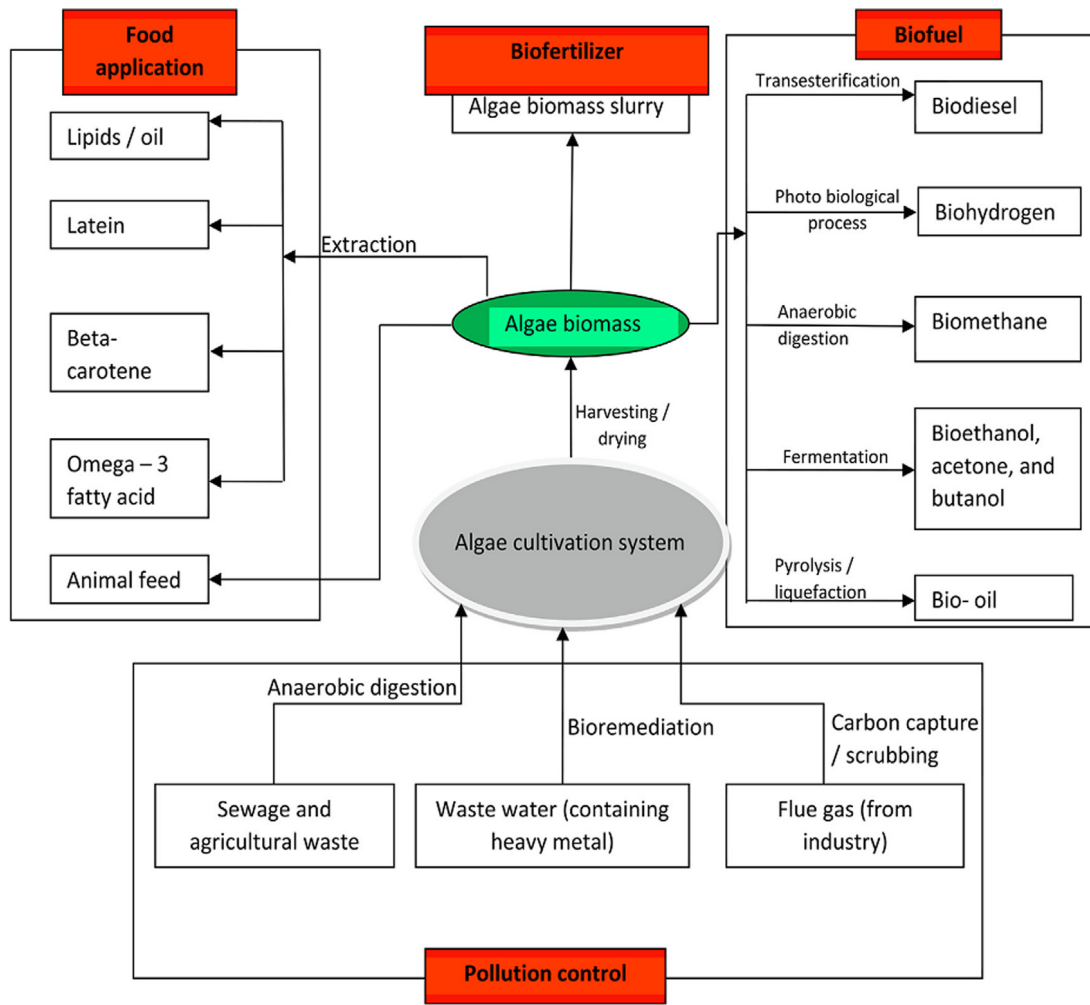 Food
application
Lipids / oil
Latein
Beta-
carotene
Omega – 3
fatty acid
Animal feed
Extraction
Biofertilizer
Algae biomass slurry
Algae biomass
Harvesting /
drying
Algae cultivation system
Biofuel
Transesterification
Biodiesel
Photo biological
process
Biohydrogen
Anaerobic
digestion
Biomethane
Fermentation
Bioethanol,
acetone, and
butanol
Pyrolysis /
liquefaction
Bio- oil
Anaerobic digestion
Bioremediation
Carbon capture
/ scrubbing
Sewage and
agricultural waste
Waste water (containing
heavy metal)
Flue gas (from
industry)
Pollution control